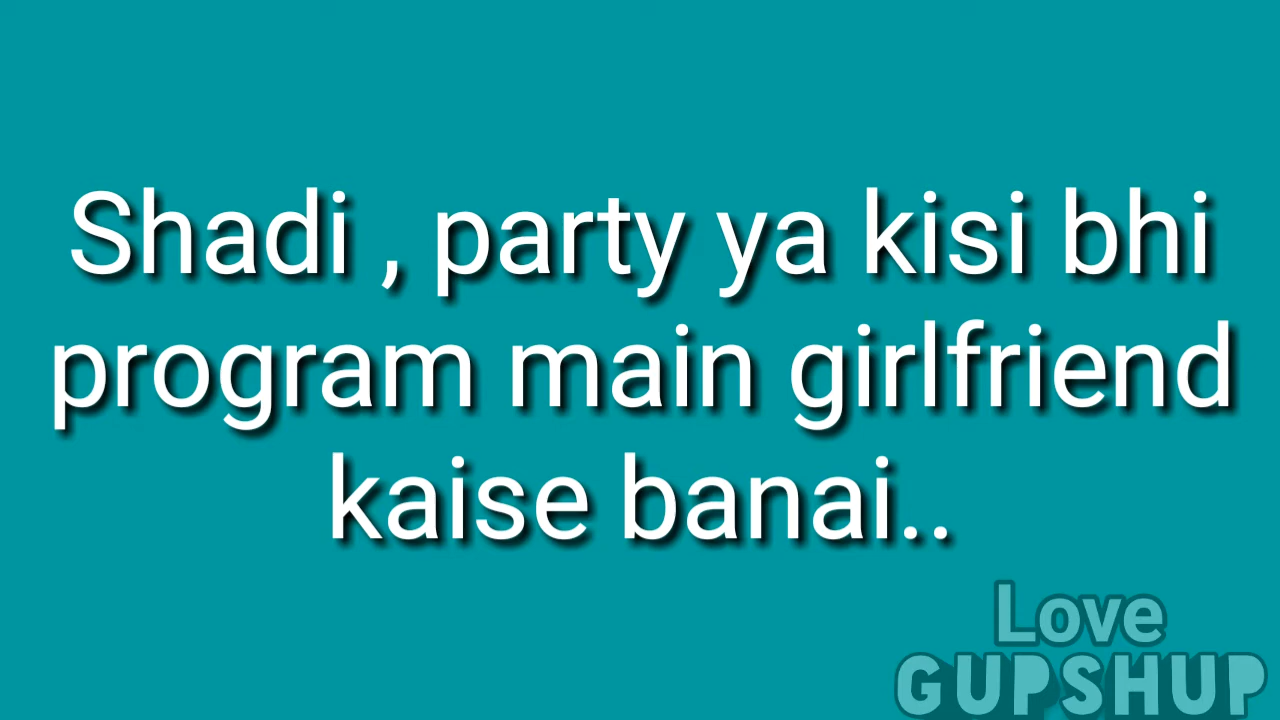 Shadi , party ya kisi bhi
program main girlfriend
kaise banai..
Love
GUPSHUP